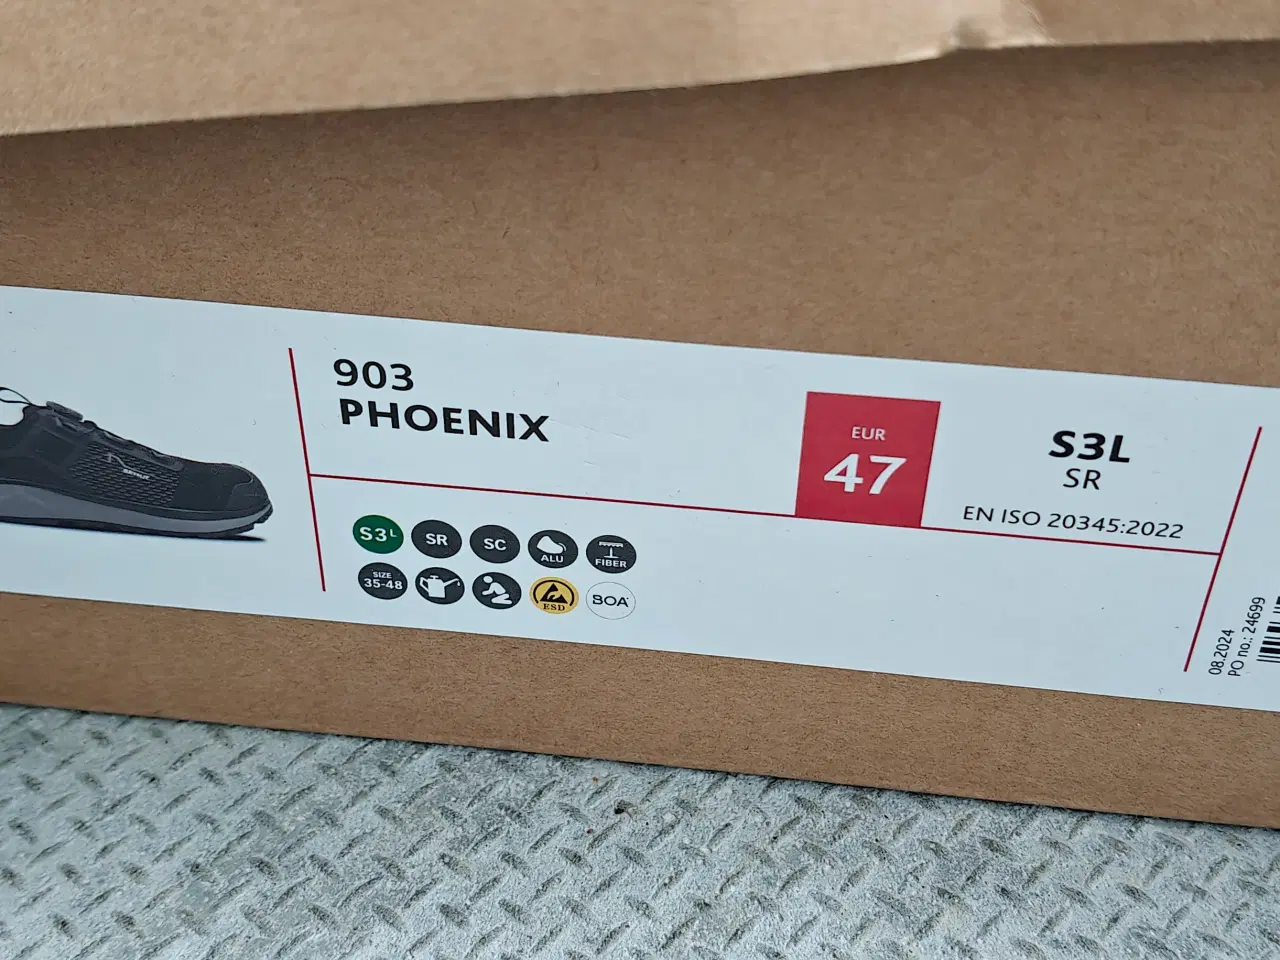 903
PHOENIX
EUR
47
S3L
SR
EN ISO 20345:2022
S3L
SR
SC
ALU
FIBER
SIZE
35-48
ESD
BOA
08.2024
PO no.: 24699